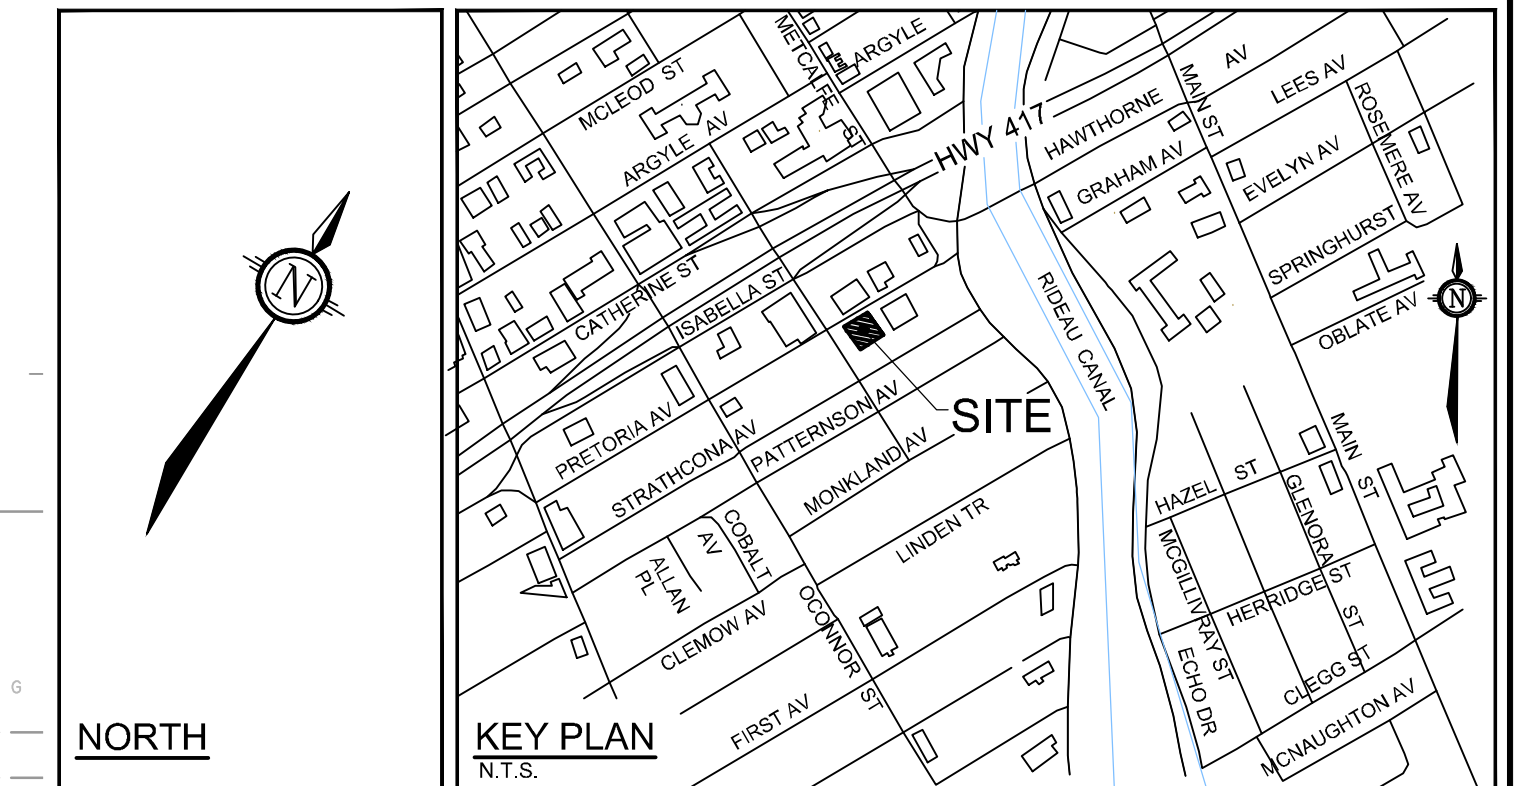 G
N
NORTH
METCALFE ST
ARGYLE
MCLEOD ST
ARGYLE AV
HWY 417
HAWTHORNE AV
MAIN ST
LEES AV
ROSEMERE AV
GRAHAM AV
EVELYN AV
SPRINGHURST
OBLATE AV
N
CATHERINE ST
ISABELLA ST
RIDEAU CANAL
SITE
PRETORIA AV
STRATHCONA AV
PATTERNSON AV
MONKLAND AV
LINDEN TR
MAIN ST
HAZEL ST
GLENORA ST
COBALT AV
ALLAN PL
CLEMOW AV
OCONNOR ST
MCGILLIVRAY ST
HERRIDGE ST
ECHO DR
CLEGG ST
MCNAUGHTON AV
FIRST AV
KEY PLAN
N.T.S.